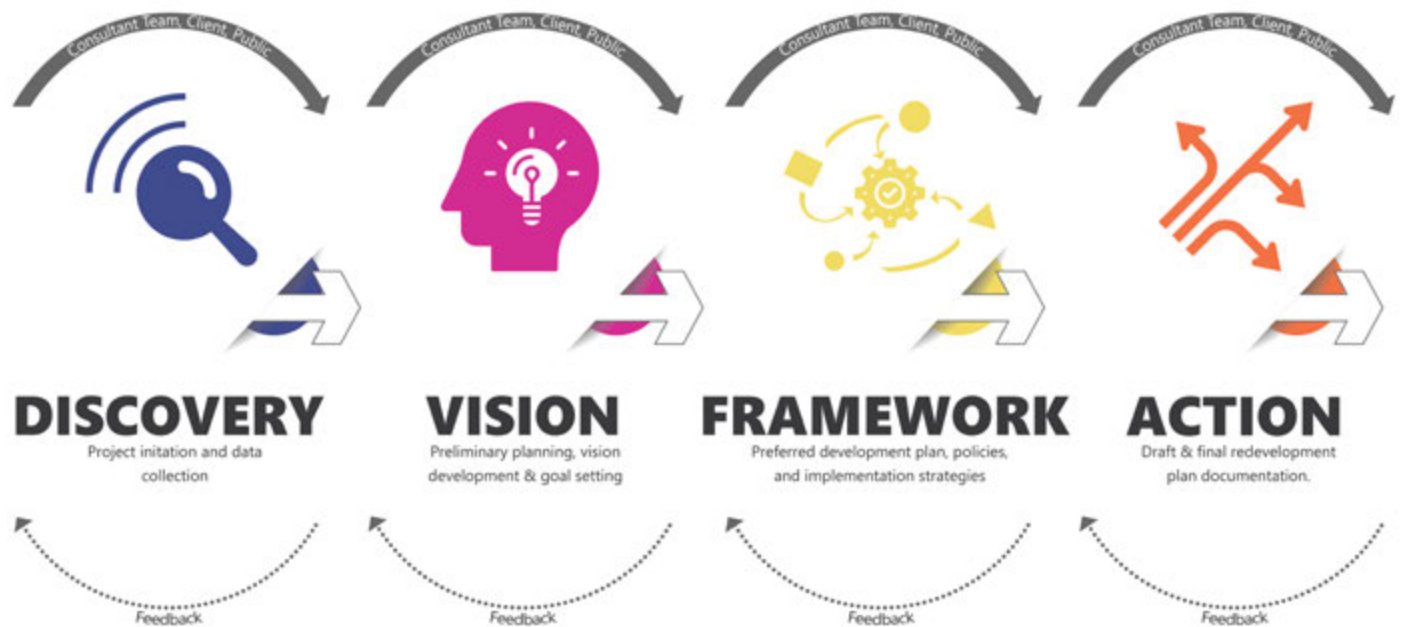 Consultant Team, Client, Public
Consultant Team, Client, Public
Consultant Team, Client, Public
Consultant Team, Client, Public
DISCOVERY
Project initation and data
collection
VISION
Preliminary planning, vision
development & goal setting
FRAMEWORK
Preferred development plan, policies,
and implementation strategies
ACTION
Draft & final redevelopment
plan documentation.
Feedback
Feedback
Feedback
Feedback